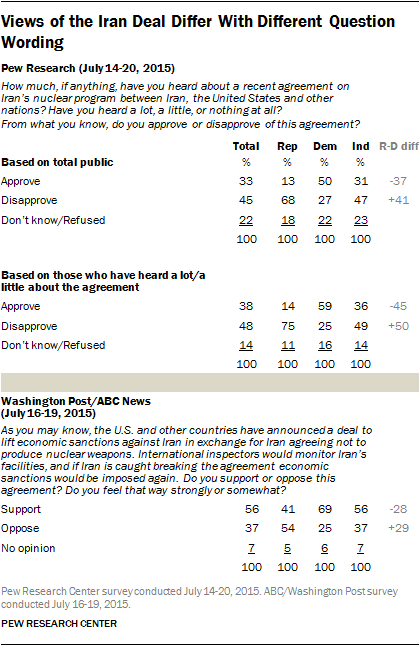 Views of the Iran Deal Differ With Different Question
Wording
Pew Research (July 14-20, 2015)
How much, if anything, have you heard about a recent agreement on
Iran's nuclear program between Iran, the United States and other
nations? Have you heard a lot, a little, or nothing at all?
From what you know, do you approve or disapprove of this agreement?
Total Rep Dem Ind R-D diff
Based on total public % % % %
Approve 33 13 50 31 -37
Disapprove 45 68 27 47 +41
Don't know/Refused 22 18 22 23
100 100 100 100
Based on those who have heard a lot/a
little about the agreement
Approve 38 14 59 36 -45
Disapprove 48 75 25 49 +50
Don't know/Refused 14 11 16 14
100 100 100 100
Washington Post/ABC News
(July 16-19, 2015)
As you may know, the U.S. and other countries have announced a deal to
lift economic sanctions against Iran in exchange for Iran agreeing not to
produce nuclear weapons. International inspectors would monitor Iran's
facilities, and if Iran is caught breaking the agreement economic
sanctions would be imposed again. Do you support or oppose this
agreement? Do you feel that way strongly or somewhat?
Support 56 41 69 56 -28
Oppose 37 54 25 37 +29
No opinion 7 5 6 7
100 100 100 100
Pew Research Center survey conducted July 14-20, 2015. ABC/Washington Post survey
conducted July 16-19, 2015.
PEW RESEARCH CENTER